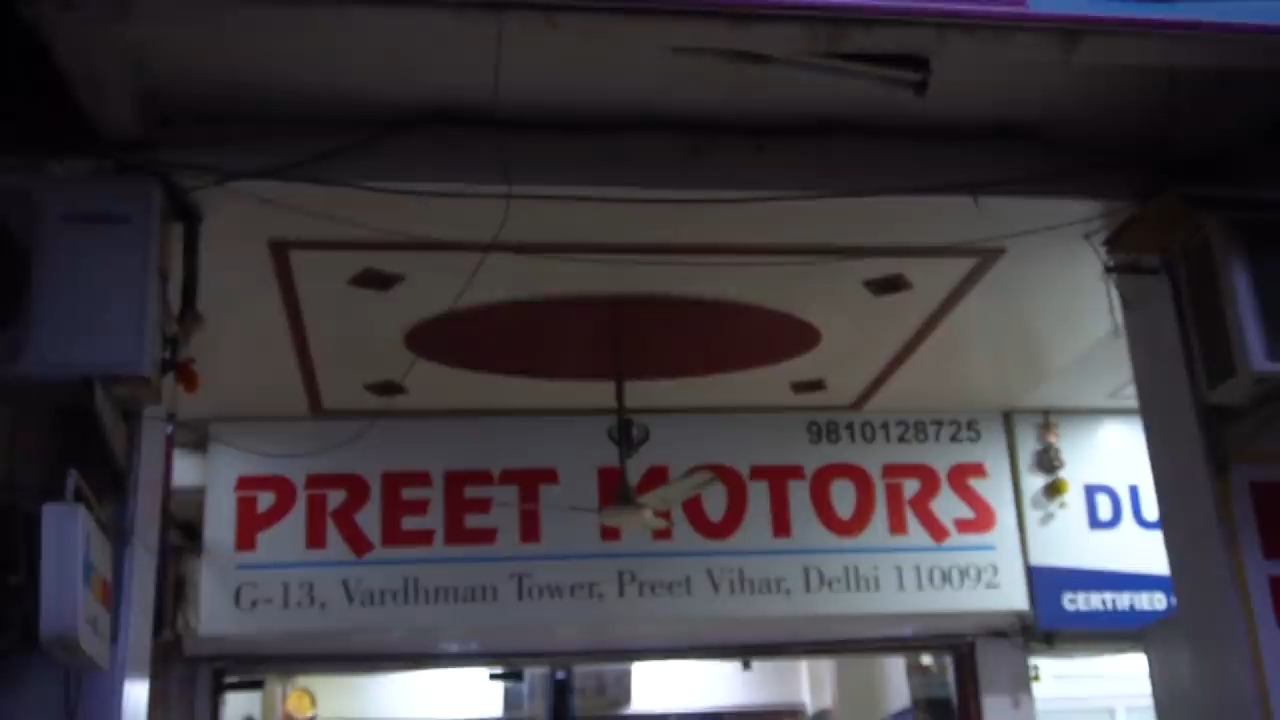 9810128725
PREET MOTORS
G-13, Vardhman Tower, Preet Vihar, Delhi 110092
DU
CERTIFIED